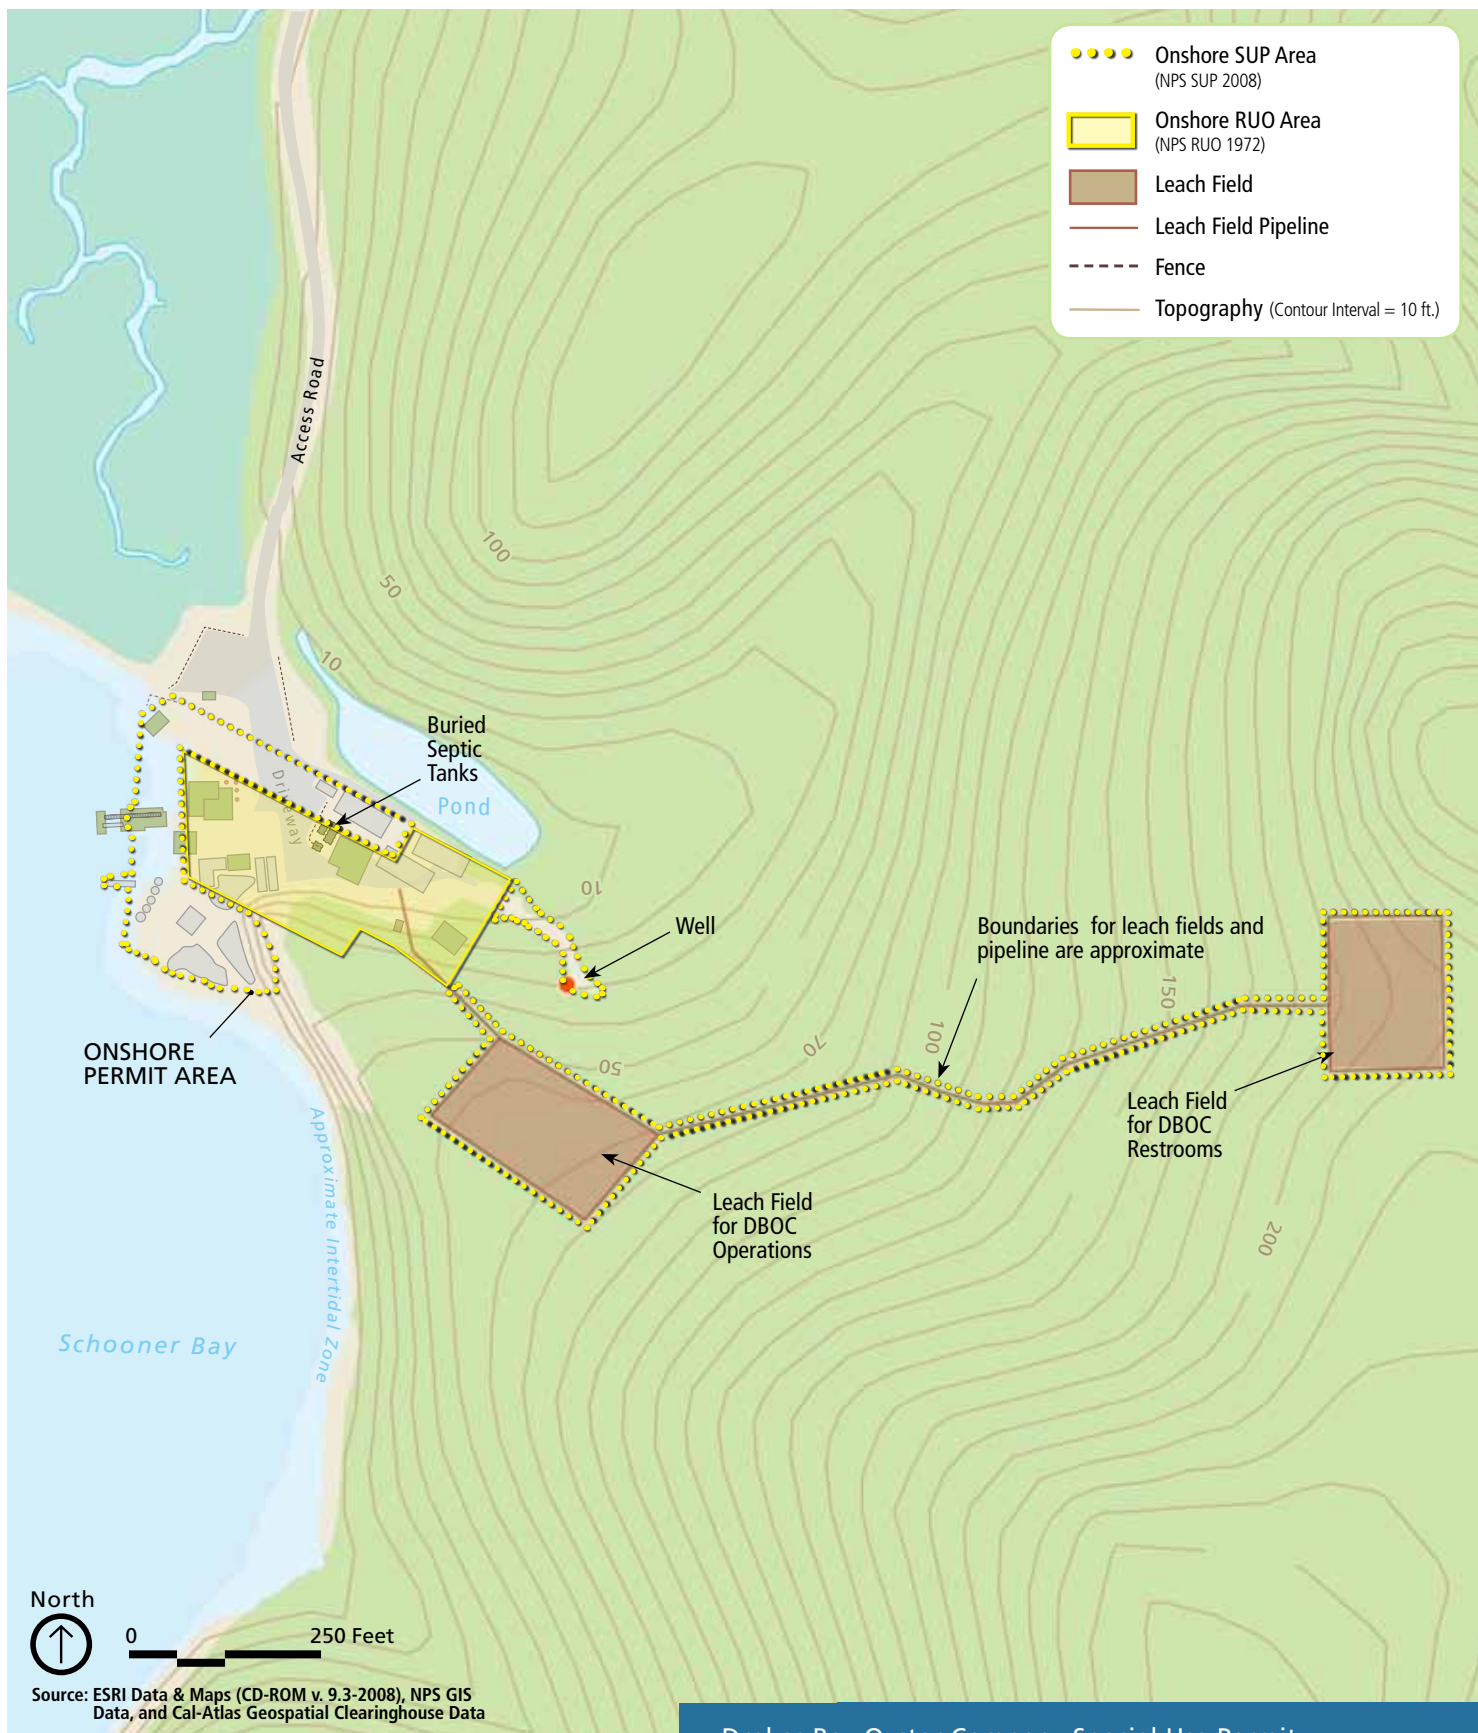 Onshore SUP Area
(NPS SUP 2008)
Onshore RUO Area
(NPS RUO 1972)
Leach Field
Leach Field Pipeline
Fence
Topography (Contour Interval = 10 ft.)
Access Road
100
50
10
Buried
Septic
Tanks
Driveway
Pond
10
Well
Boundaries for leach fields and
pipeline are approximate
150
100
70
50
ONSHORE
PERMIT AREA
Leach Field
for DBOC
Restrooms
Leach Field
for DBOC
Operations
200
Approximate Intertidal Zone
Schooner Bay
North
0 250 Feet
Source: ESRI Data & Maps (CD-ROM v. 9.3-2008), NPS GIS
Data, and Cal-Atlas Geospatial Clearinghouse Data